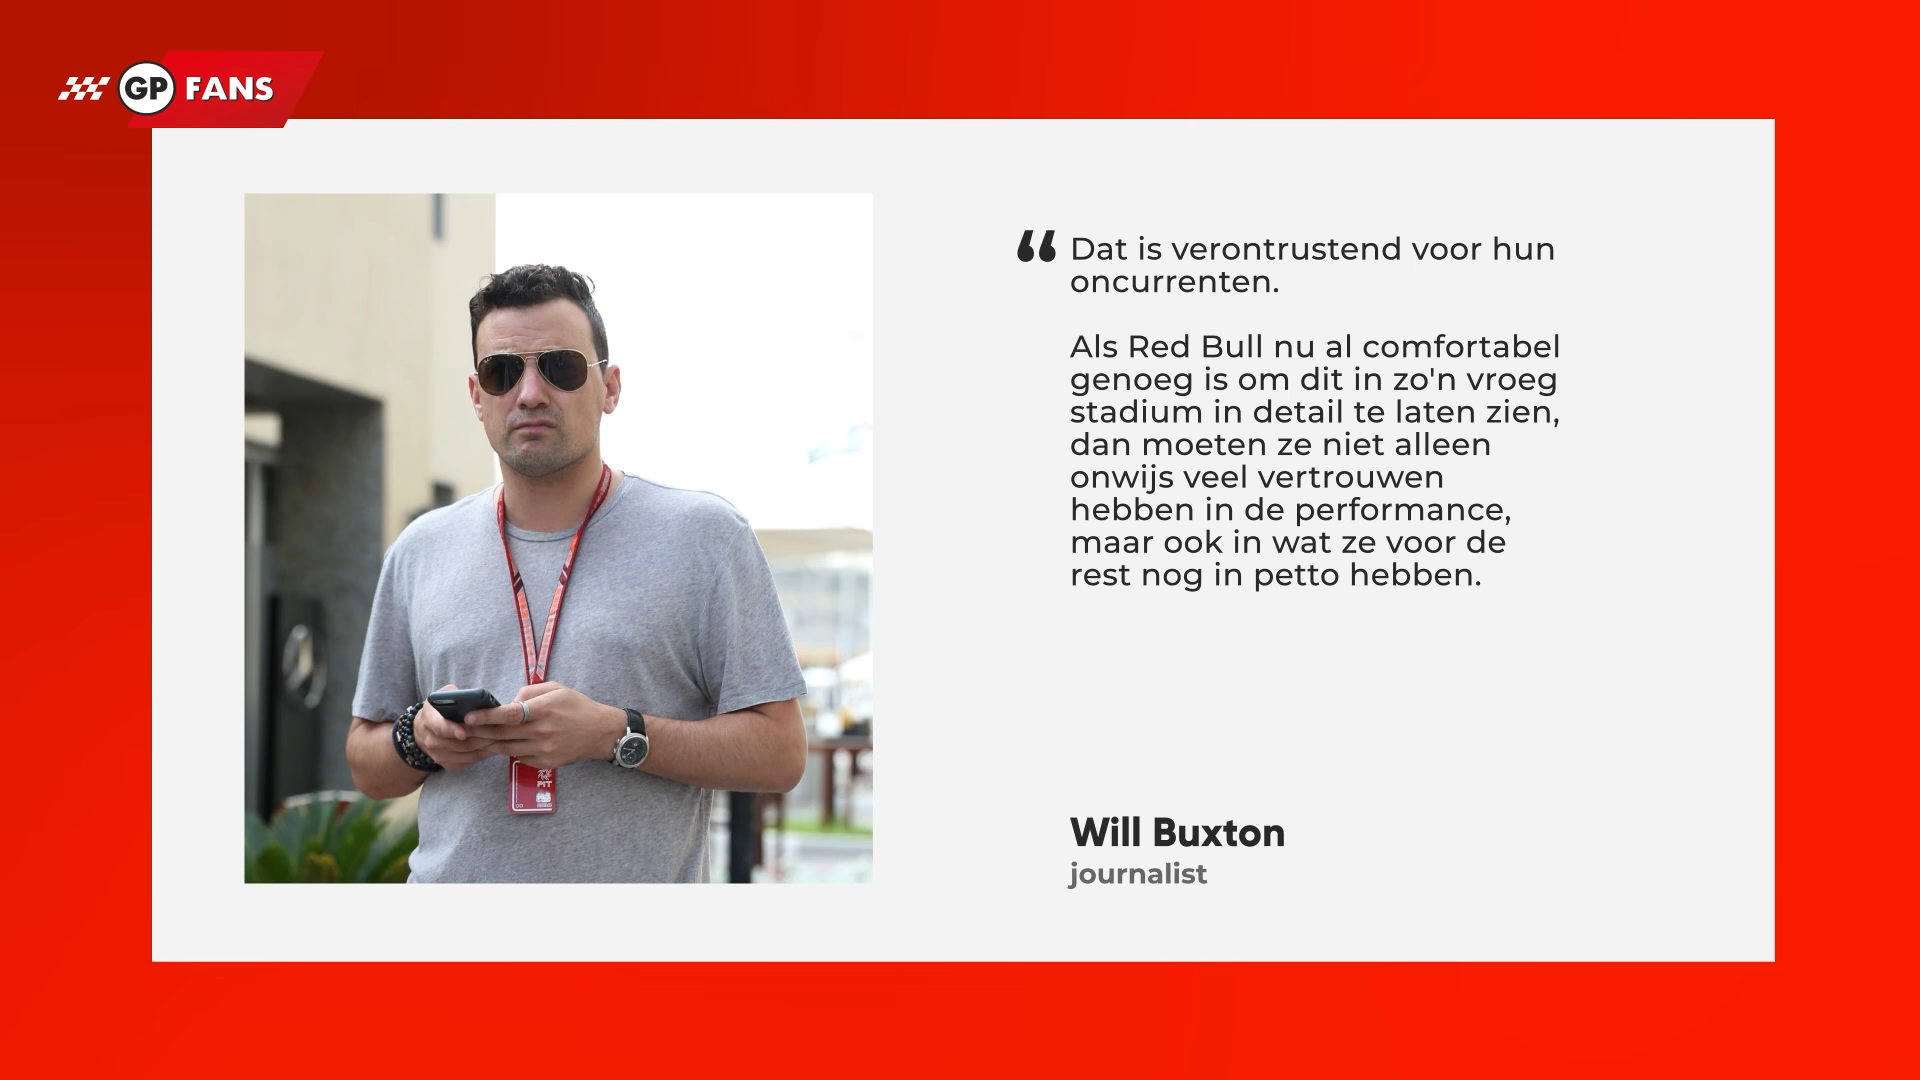 GP FANS
“ Dat is verontrustend voor hun
oncurrenten.
Als Red Bull nu al comfortabel
genoeg is om dit in zo'n vroeg
stadium in detail te laten zien,
dan moeten ze niet alleen
onwijs veel vertrouwen
hebben in de performance,
maar ook in wat ze voor de
rest nog in petto hebben.
PIT
Will Buxton
journalist